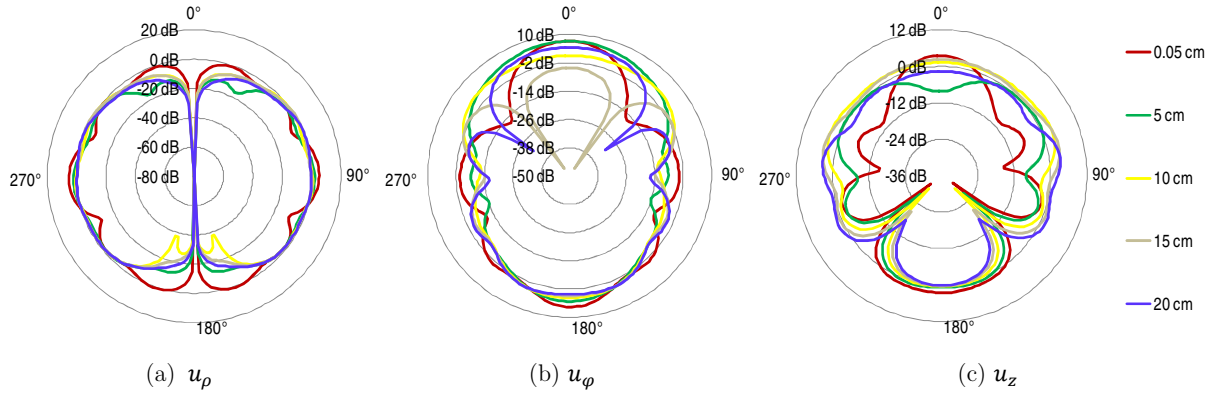 0°
20 dB
0 dB
-20 dB
-40 dB
-60 dB
-80 dB
270°
90°
180°
(a) u_ρ
0°
10 dB
-2 dB
-14 dB
-26 dB
-38 dB
-50 dB
270°
90°
180°
(b) u_φ
0°
12 dB
0 dB
-12 dB
-24 dB
-36 dB
270°
90°
180°
(c) u_z
0.05 cm
5 cm
10 cm
15 cm
20 cm